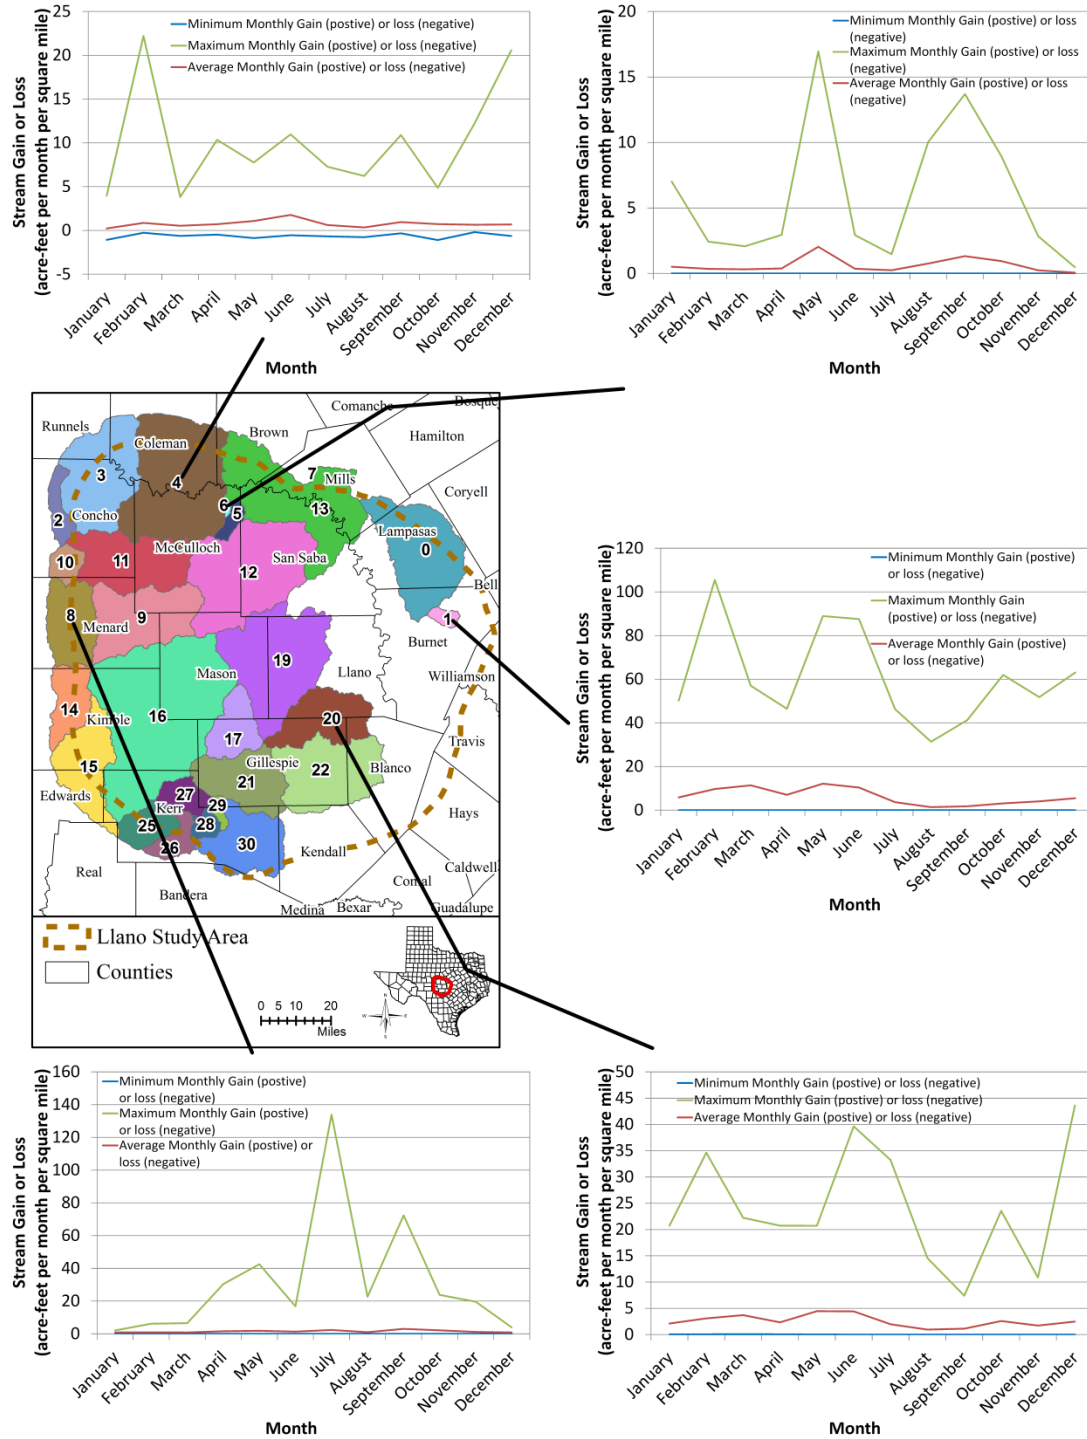 Stream Gain or Loss
(acre-feet per month per square mile)
25
20
15
10
5
0
-5
Minimum Monthly Gain (postive) or loss (negative)
Maximum Monthly Gain (postive) or loss (negative)
Average Monthly Gain (postive) or loss (negative)
January
February
March
April
May
June
July
August
September
October
November
December
Month
Stream Gain or Loss
(acre-feet per month per square mile)
20
15
10
5
0
Minimum Monthly Gain (postive) or loss
(negative)
Maximum Monthly Gain (postive) or loss
(negative)
Average Monthly Gain (postive) or loss
(negative)
January
February
March
April
May
June
July
August
September
October
November
December
Month
Runnels
Coleman
Brown
Comanche
Bosque
Hamilton
3
4
7
Mills
Coryell
2
Concho
6
5
13
Lampasas
0
McCulloch
San Saba
10
11
12
Bell
8
Menard
9
1
Burnet
19
Mason
Llano
Williamson
14
Kimble
16
20
17
Travis
15
Gillespie
22
Blanco
21
Edwards
27
Hays
Kerr
29
25
28
26
30
Kendall
Real
Caldwell
Bandera
Comal
Medina
Bexar
Guadalupe
Llano Study Area
Counties
0 5 10 20
Miles
N
W
E
S
Stream Gain or Loss
(acre-feet per month per square mile)
120
100
80
60
40
20
0
Minimum Monthly Gain (postive)
or loss (negative)
Maximum Monthly Gain
(postive) or loss (negative)
Average Monthly Gain (postive)
or loss (negative)
January
February
March
April
May
June
July
August
September
October
November
December
Month
Stream Gain or Loss
(acre-feet per month per square mile)
160
140
120
100
80
60
40
20
0
Minimum Monthly Gain (postive)
or loss (negative)
Maximum Monthly Gain (postive)
or loss (negative)
Average Monthly Gain (postive) or
loss (negative)
January
February
March
April
May
June
July
August
September
October
November
December
Month
Stream Gain or Loss
(acre-feet per month per square mile)
50
45
40
35
30
25
20
15
10
5
0
Minimum Monthly Gain (postive) or loss (negative)
Maximum Monthly Gain (postive) or loss (negative)
Average Monthly Gain (postive) or loss (negative)
January
February
March
April
May
June
July
August
September
October
November
December
Month